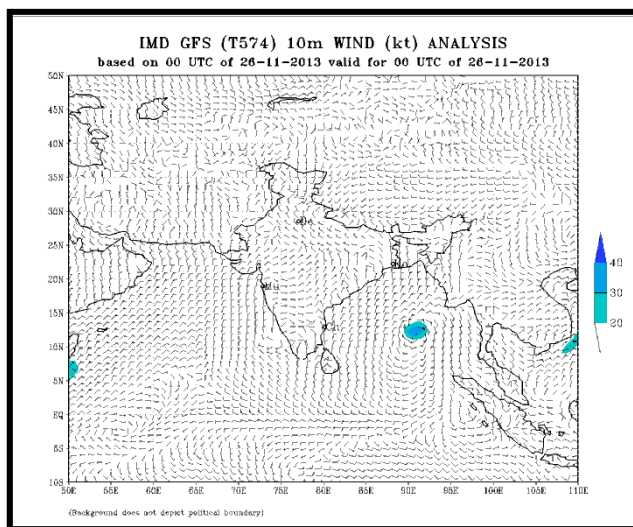 IMD GFS (T574) 10m WIND (kt) ANALYSIS
based on 00 UTC of 26-11-2013 valid for 00 UTC of 26-11-2013
50N
45N
40N
35N
30N
25N
20N
15N
10N
5N
EQ
5S
10S
50E 55E 60E 65E 70E 75E 80E 85E 90E 95E 100E 105E 110E
40
30
20
(Background does not depict political boundary)